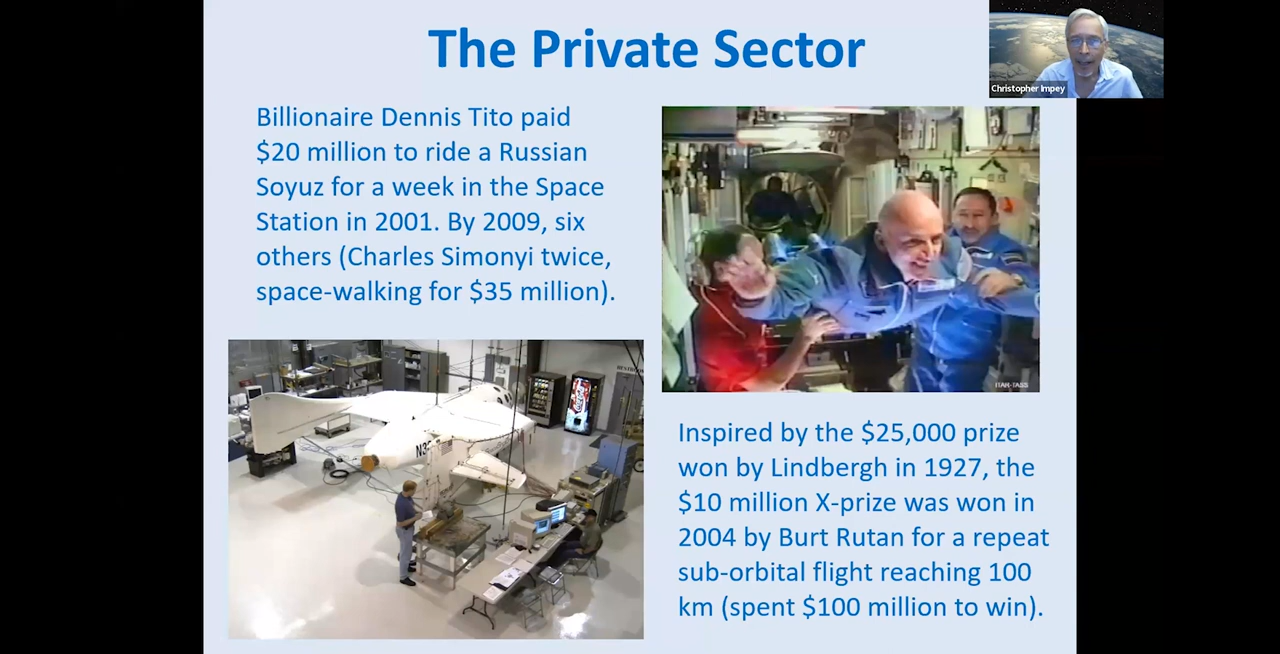 The Private Sector
Christopher Impey
Billionaire Dennis Tito paid
$20 million to ride a Russian
Soyuz for a week in the Space
Station in 2001. By 2009, six
others (Charles Simonyi twice,
space-walking for $35 million).
ITAR-TASS
Inspired by the $25,000 prize
won by Lindbergh in 1927, the
$10 million X-prize was won in
2004 by Burt Rutan for a repeat
sub-orbital flight reaching 100
km (spent $100 million to win).